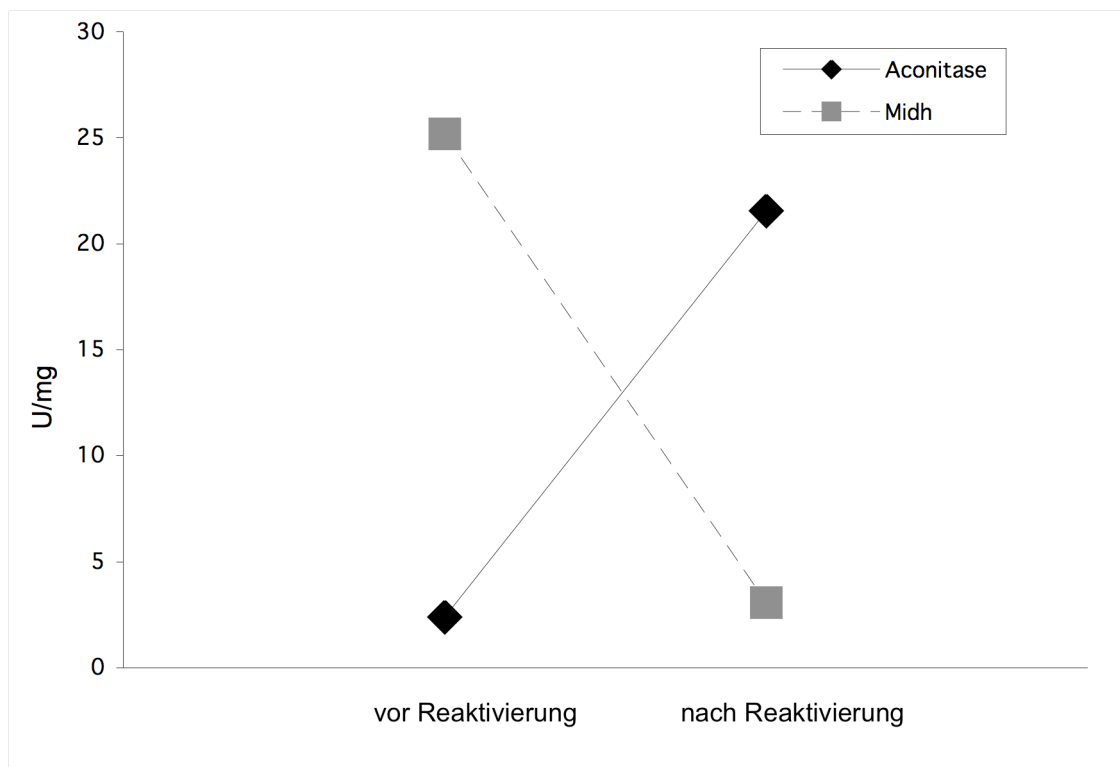 30
25
20
15
10
5
0
U/mg
Aconitase
Midh
vor Reaktivierung
nach Reaktivierung